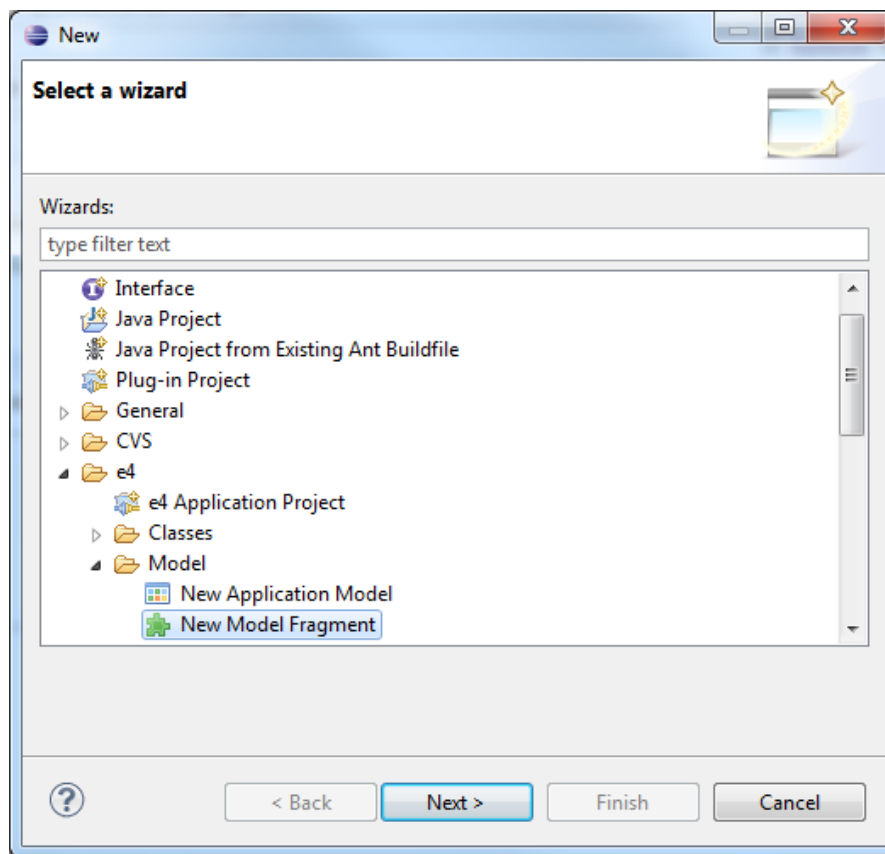 New
Select a wizard
Wizards:
type filter text
Interface
Java Project
Java Project from Existing Ant Buildfile
Plug-in Project
General
CVS
e4
e4 Application Project
Classes
Model
New Application Model
New Model Fragment
< Back Next > Finish Cancel